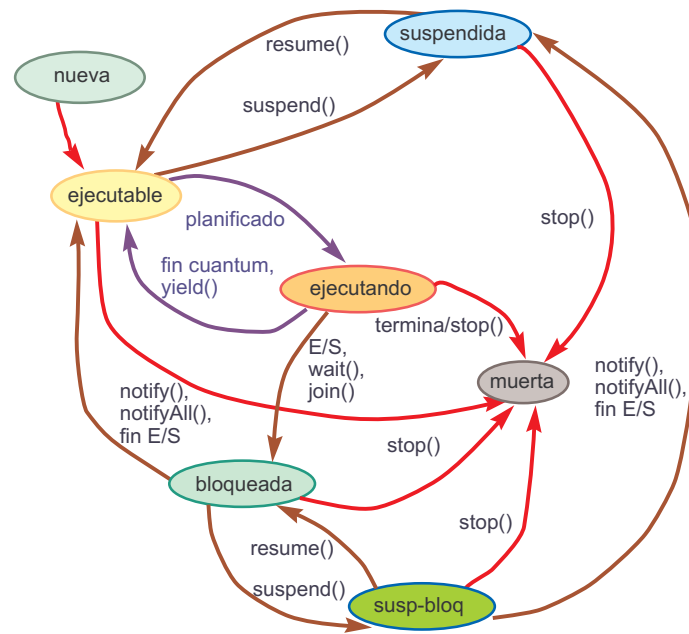 suspendida
resume()
nueva
suspend()
ejecutable
planificado
stop()
fin cuantum,
yield()
ejecutando
termina/stop()
E/S,
wait(),
join()
muerta
notify(),
notifyAll(),
fin E/S
notify(),
notifyAll(),
fin E/S
stop()
bloqueada
stop()
resume()
suspend()
susp-bloq